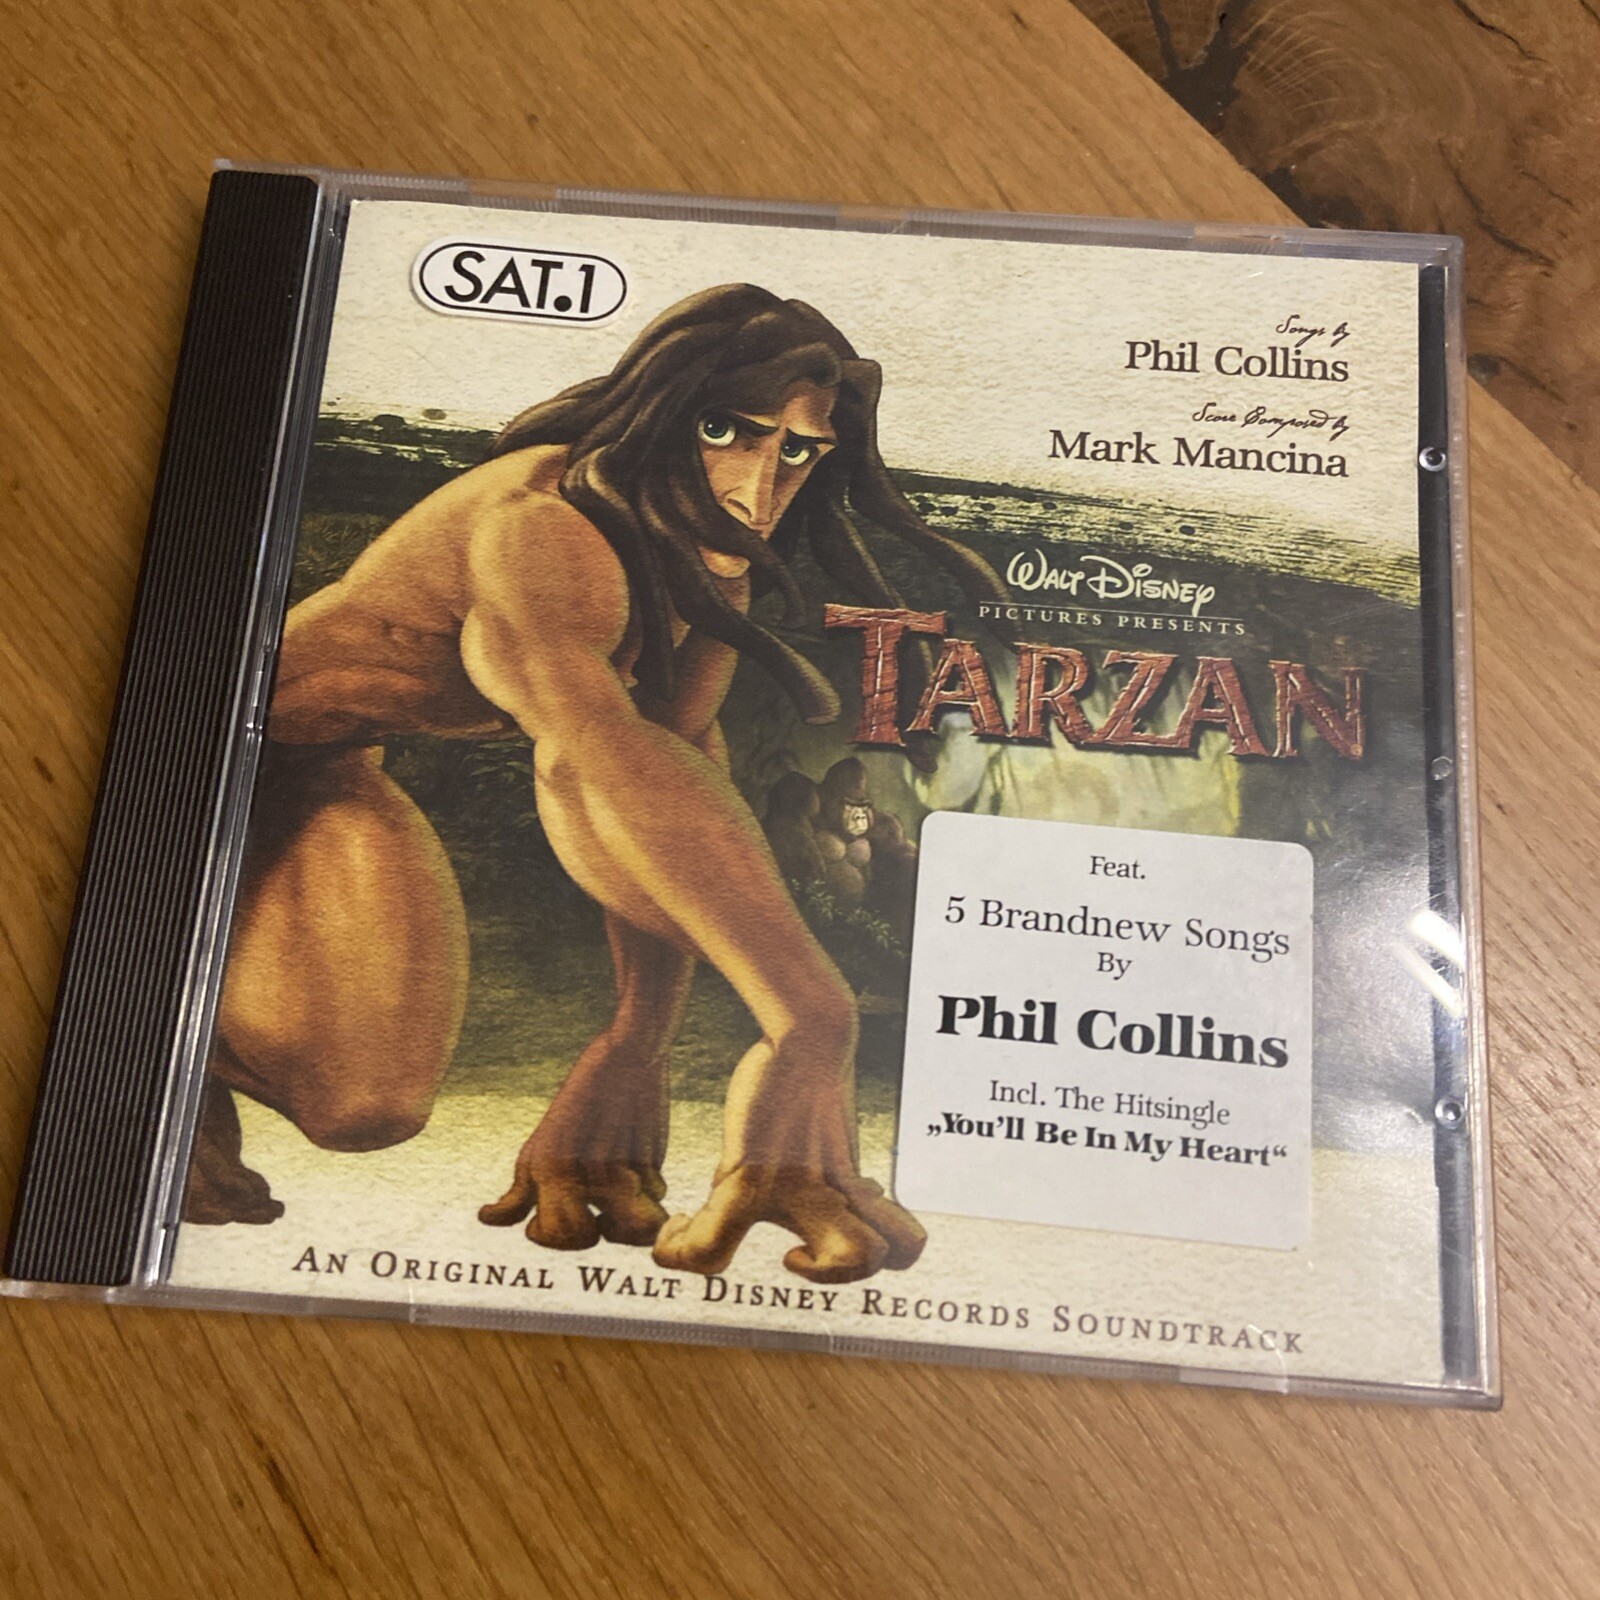 SAT.1
Songs by
Phil Collins
Score Composed by
Mark Mancina
Walt Disney
PICTURES PRESENTS
TARZAN
Feat.
5 Brandnew Songs
By
Phil Collins
Incl. The Hitsingle
„You'll Be In My Heart“
AN ORIGINAL WALT DISNEY RECORDS SOUNDTRACK